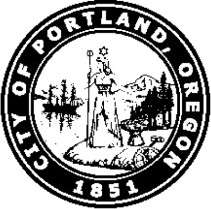 CITY OF PORTLAND, OREGON
1851